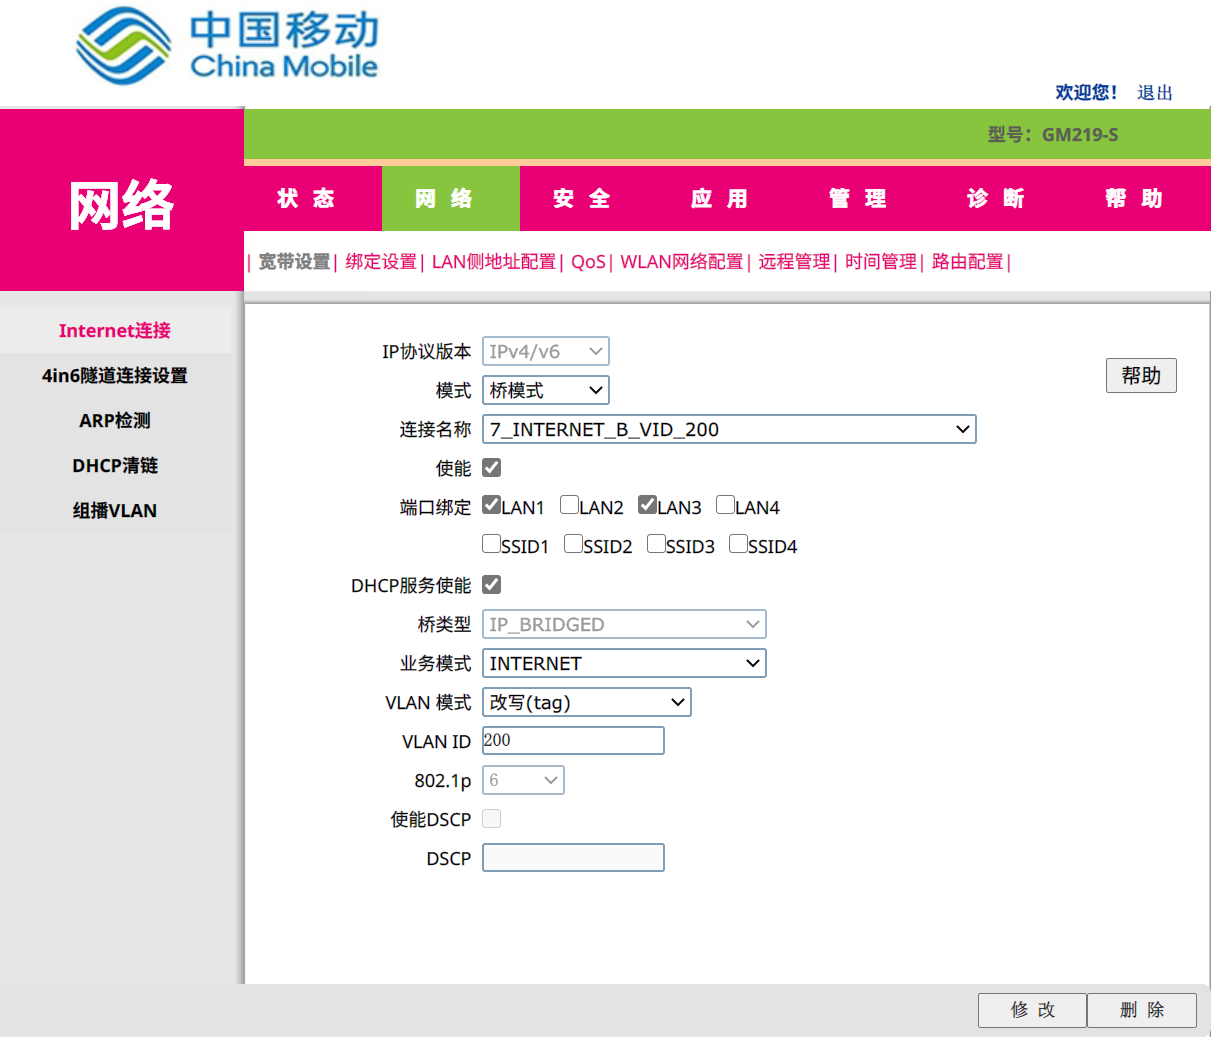 中国移动
China Mobile
欢迎您! 退出
型号: GM219-S
网络
状 态 网 络 安 全 应 用 管 理 诊 断 帮 助
| 宽带设置| 绑定设置| LAN侧地址配置| QoS| WLAN网络配置| 远程管理| 时间管理| 路由配置|
Internet连接
4in6隧道连接设置
ARP检测
DHCP清链
组播VLAN
IP协议版本 IPv4/v6
帮助
模式 桥模式
连接名称 7_INTERNET_B_VID_200
使能
端口绑定 LAN1 LAN2 LAN3 LAN4
SSID1 SSID2 SSID3 SSID4
DHCP服务使能
桥类型 IP_BRIDGED
业务模式 INTERNET
VLAN 模式 改写(tag)
VLAN ID 200
802.1p 6
使能DSCP
DSCP
修 改 删 除